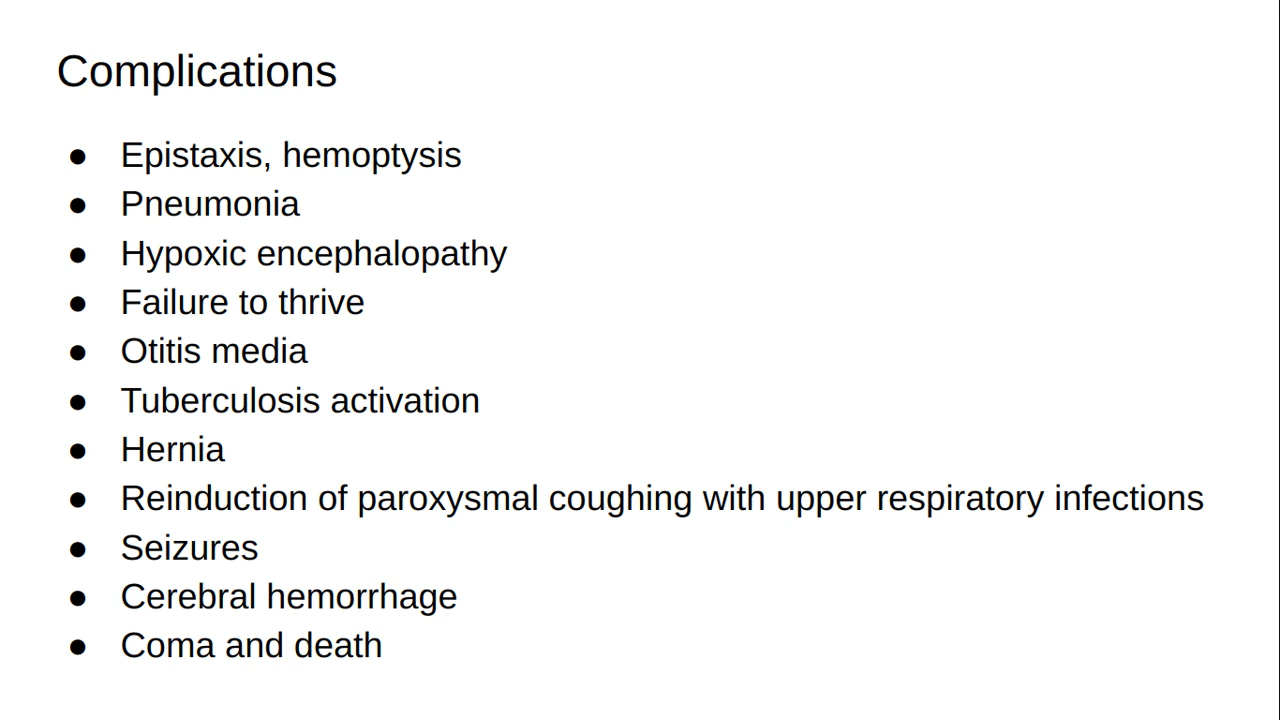 Complications
● Epistaxis, hemoptysis
● Pneumonia
● Hypoxic encephalopathy
● Failure to thrive
● Otitis media
● Tuberculosis activation
● Hernia
● Reinduction of paroxysmal coughing with upper respiratory infections
● Seizures
● Cerebral hemorrhage
● Coma and death